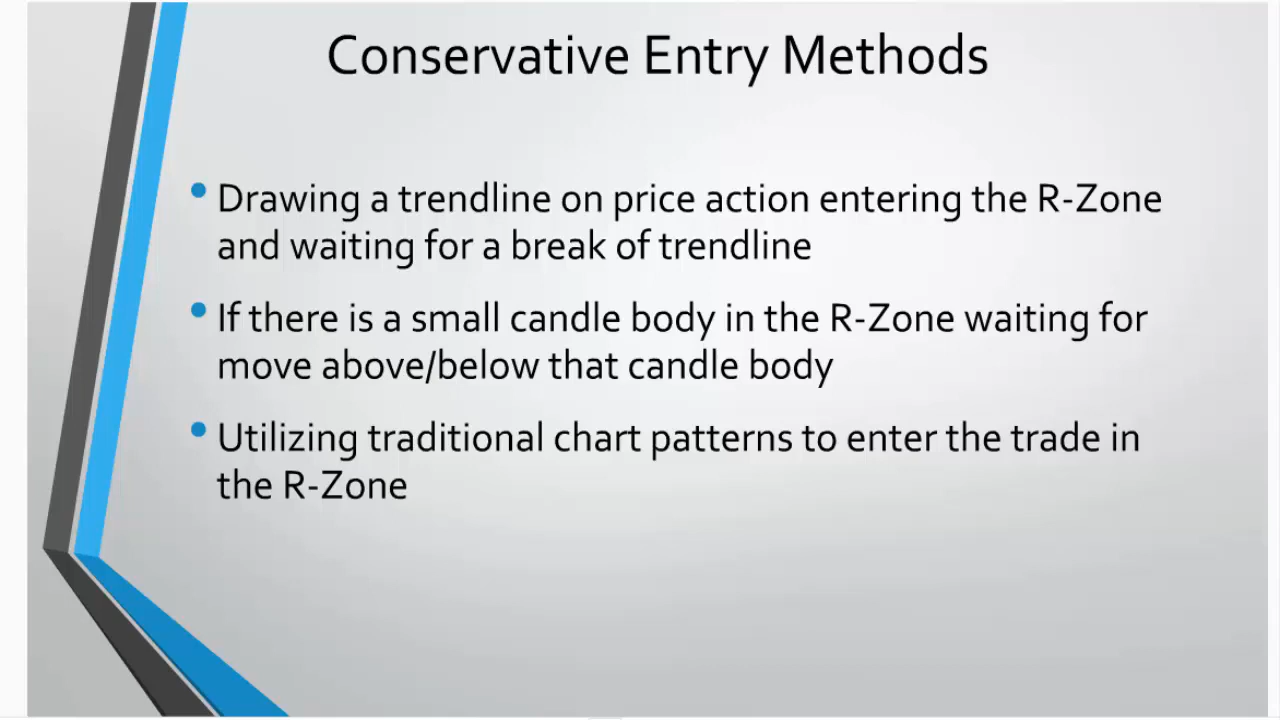 Conservative Entry Methods
• Drawing a trendline on price action entering the R-Zone
and waiting for a break of trendline
• If there is a small candle body in the R-Zone waiting for
move above/below that candle body
• Utilizing traditional chart patterns to enter the trade in
the R-Zone